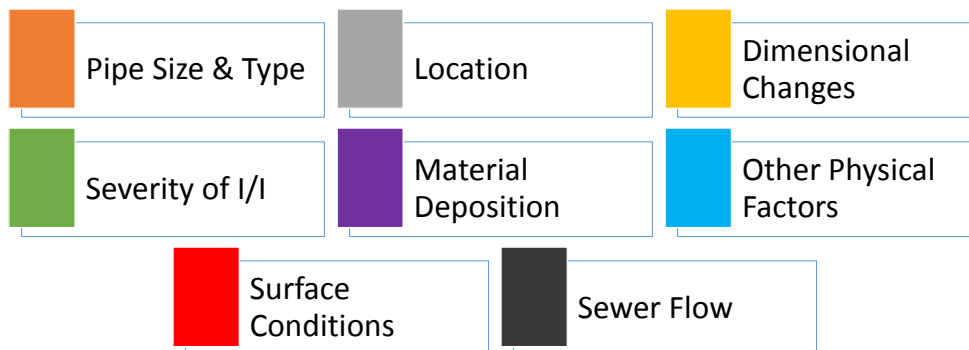 Pipe Size & Type
Location
Dimensional
Changes
Severity of I/I
Material
Deposition
Other Physical
Factors
Surface
Conditions
Sewer Flow